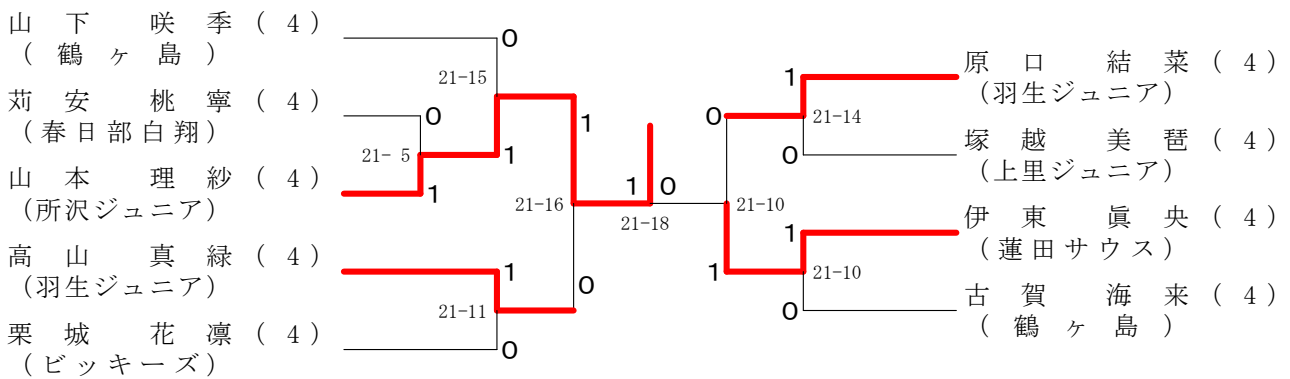 山下 咲季(4)
(鶴ヶ島)
苅安 桃寧(4)
(春日部白翔)
山本 理紗(4)
(所沢ジュニア)
高山 真緑(4)
(羽生ジュニア)
栗城 花凛(4)
(ビッキーズ)
0
21-15
0
21- 5
1
1
1
21-16
1
21-11
0
0
1
0
21-18
0
21-10
1
1
21-14
0
1
21-10
0
原口 結菜(4)
(羽生ジュニア)
塚越 美琶(4)
(上里ジュニア)
伊東 眞央(4)
(蓮田サウス)
古賀 海来(4)
(鶴ヶ島)